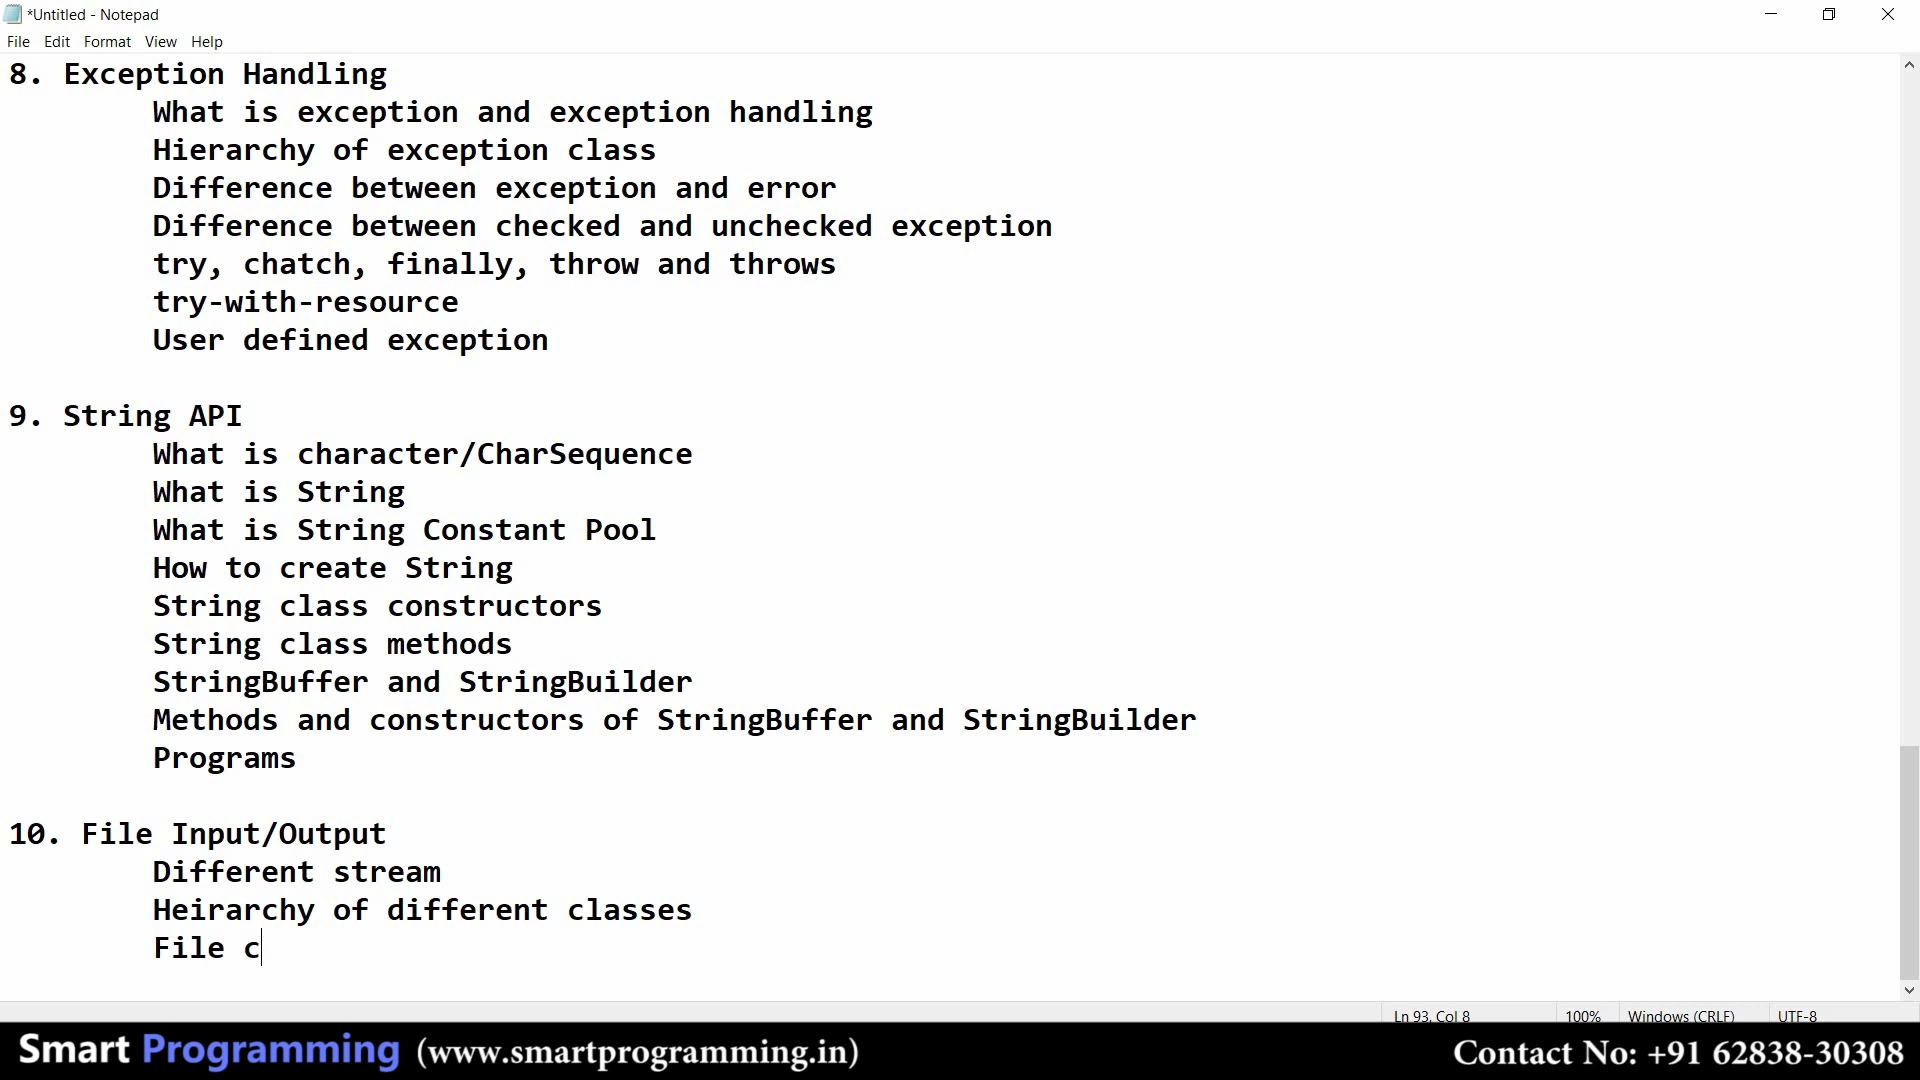 *Untitled - Notepad
File Edit Format View Help
8. Exception Handling
What is exception and exception handling
Hierarchy of exception class
Difference between exception and error
Difference between checked and unchecked exception
try, chatch, finally, throw and throws
try-with-resource
User defined exception
9. String API
What is character/CharSequence
What is String
What is String Constant Pool
How to create String
String class constructors
String class methods
StringBuffer and StringBuilder
Methods and constructors of StringBuffer and StringBuilder
Programs
10. File Input/Output
Different stream
Heirarchy of different classes
File c
Ln 93, Col 8 100% Windows (CRLF) UTF-8
Smart Programming (www.smartprogramming.in) Contact No: +91 62838-30308